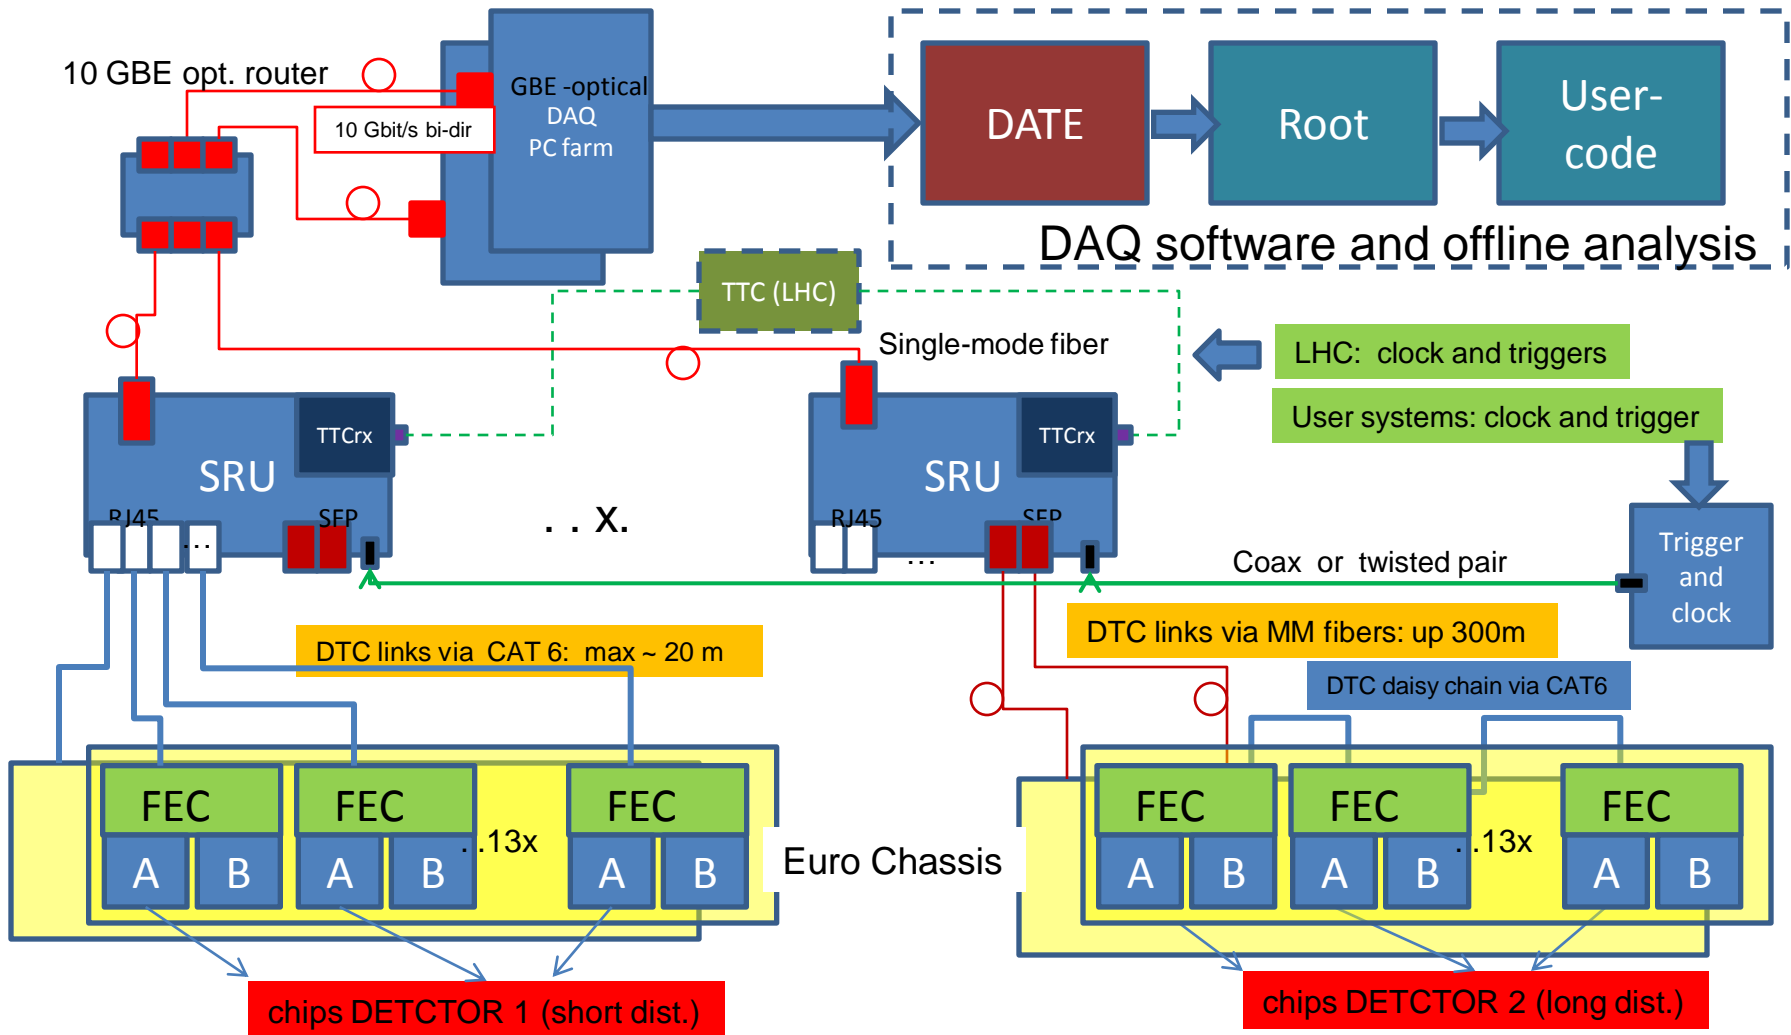 10 GBE opt. router
10 Gbit/s bi-dir
GBE -optical
DAQ
PC farm
DATE
Root
User-
code
DAQ software and offline analysis
TTC (LHC)
Single-mode fiber
LHC:  clock and triggers
User systems: clock and trigger
TTCrx
SRU
RJ45
SFP
...
. . x.
TTCrx
SRU
RJ45
SFP
...
Coax  or  twisted pair
Trigger
and
clock
DTC links via  CAT 6:  max ~ 20 m
DTC links via MM fibers: up 300m
DTC daisy chain via CAT6
FEC
A
B
FEC
A
B
. .13x
FEC
A
B
Euro Chassis
FEC
A
B
FEC
A
B
. .13x
FEC
A
B
chips DETCTOR 1 (short dist.)
chips DETCTOR 2 (long dist.)